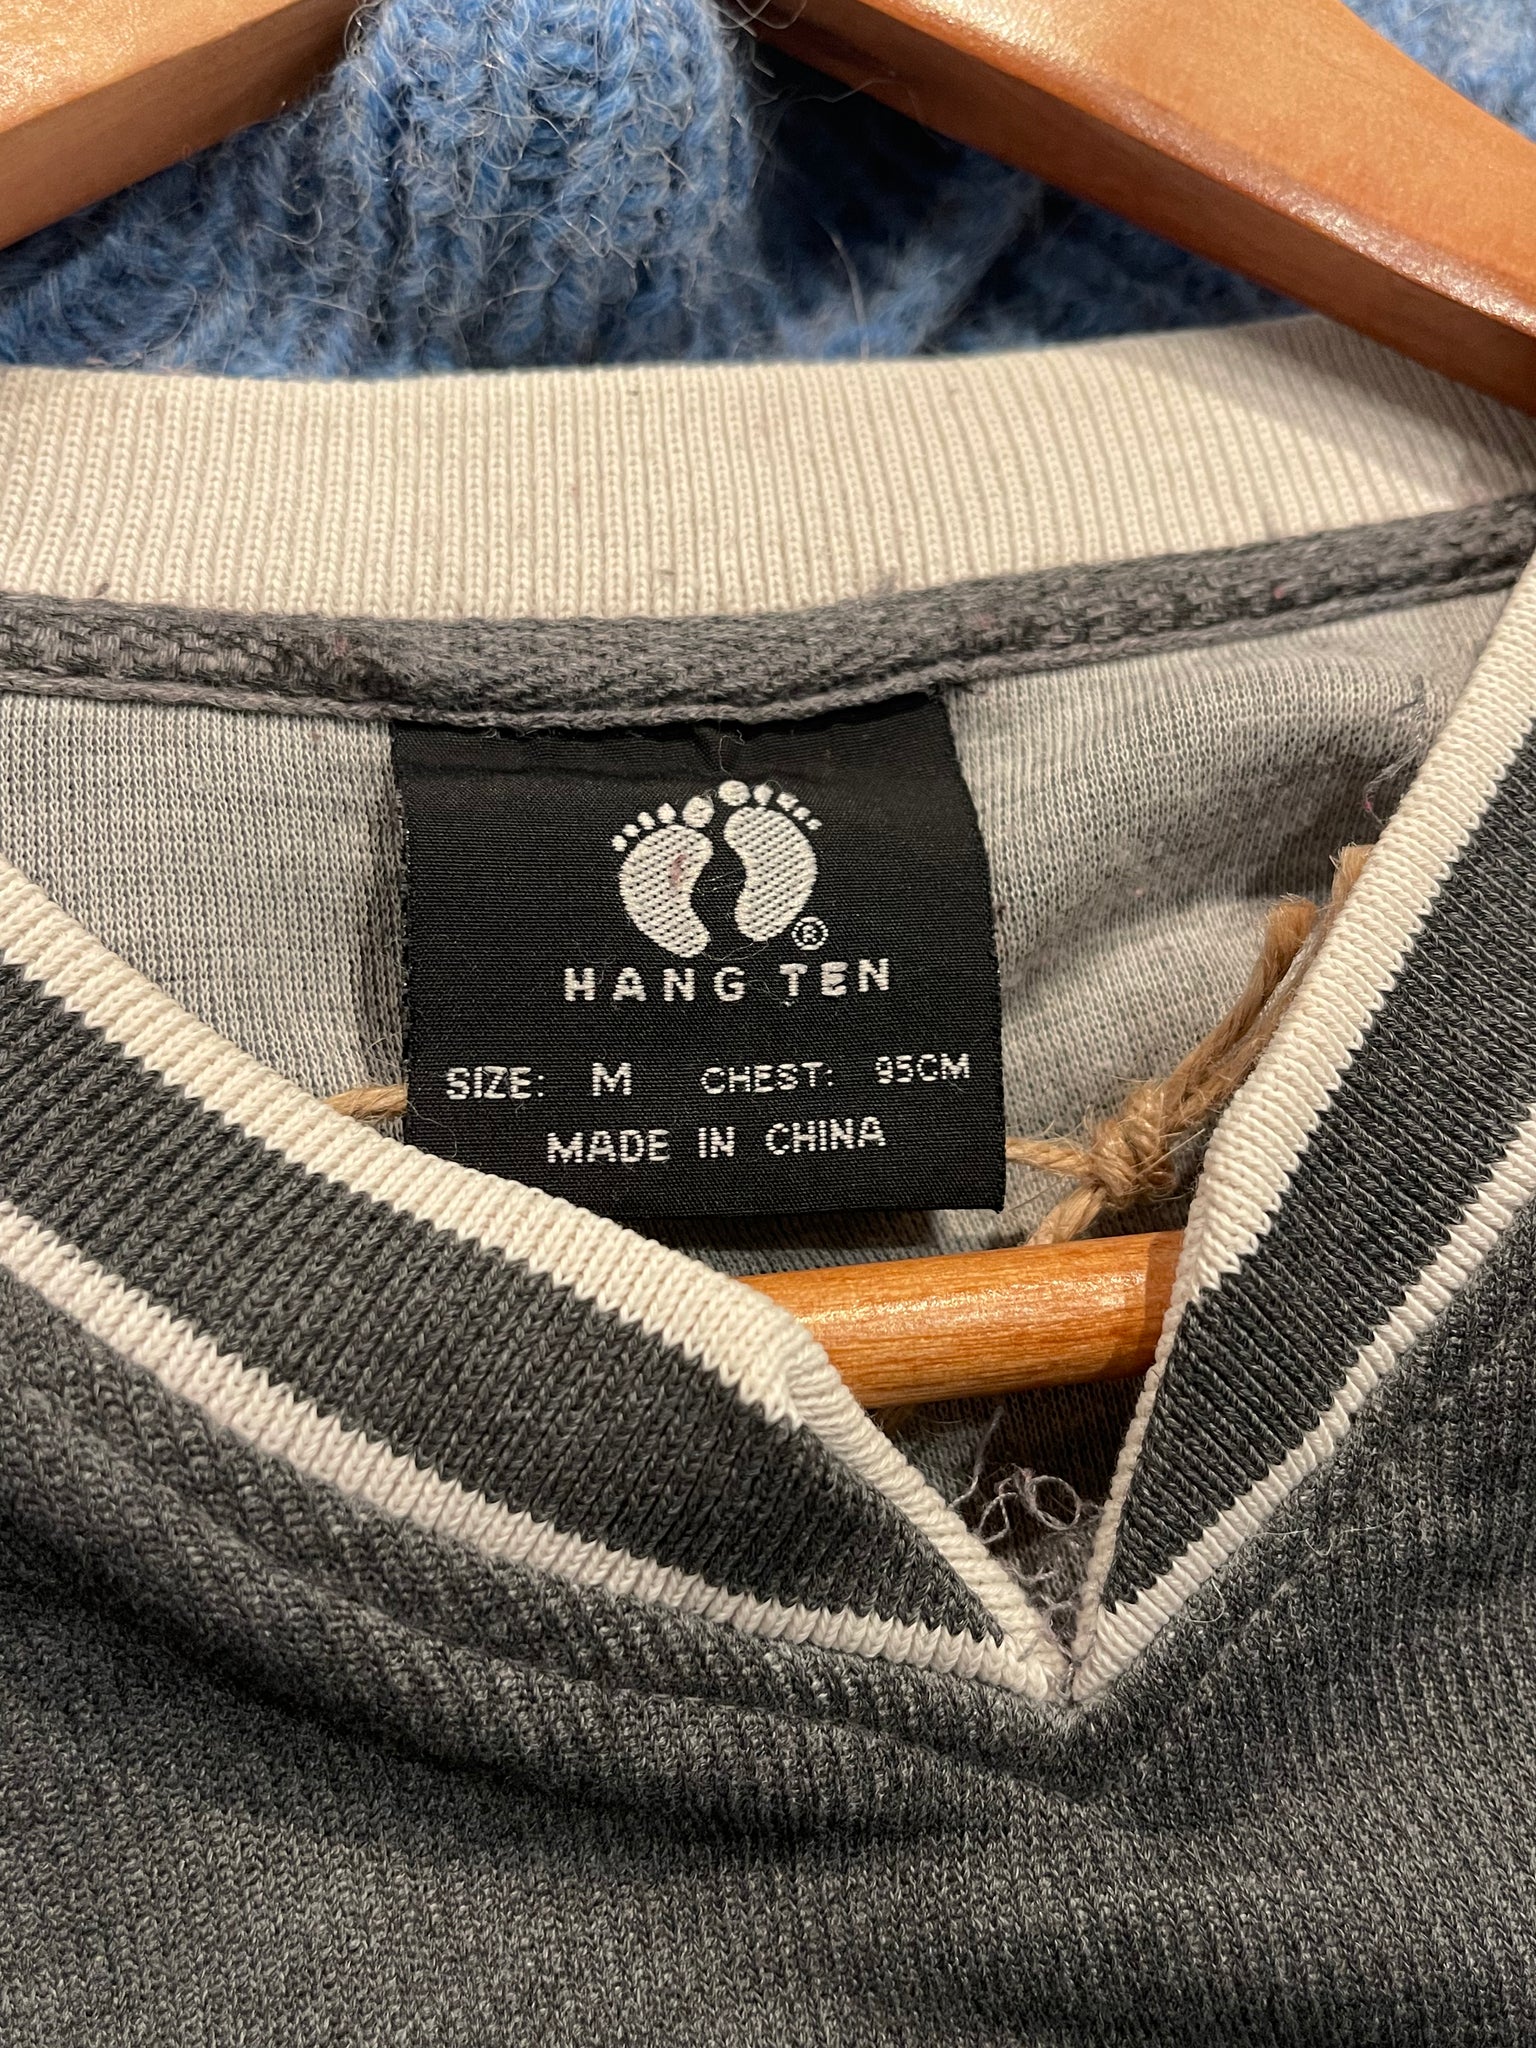 ®
HANG TEN
SIZE: M CHEST: 95CM
MADE IN CHINA